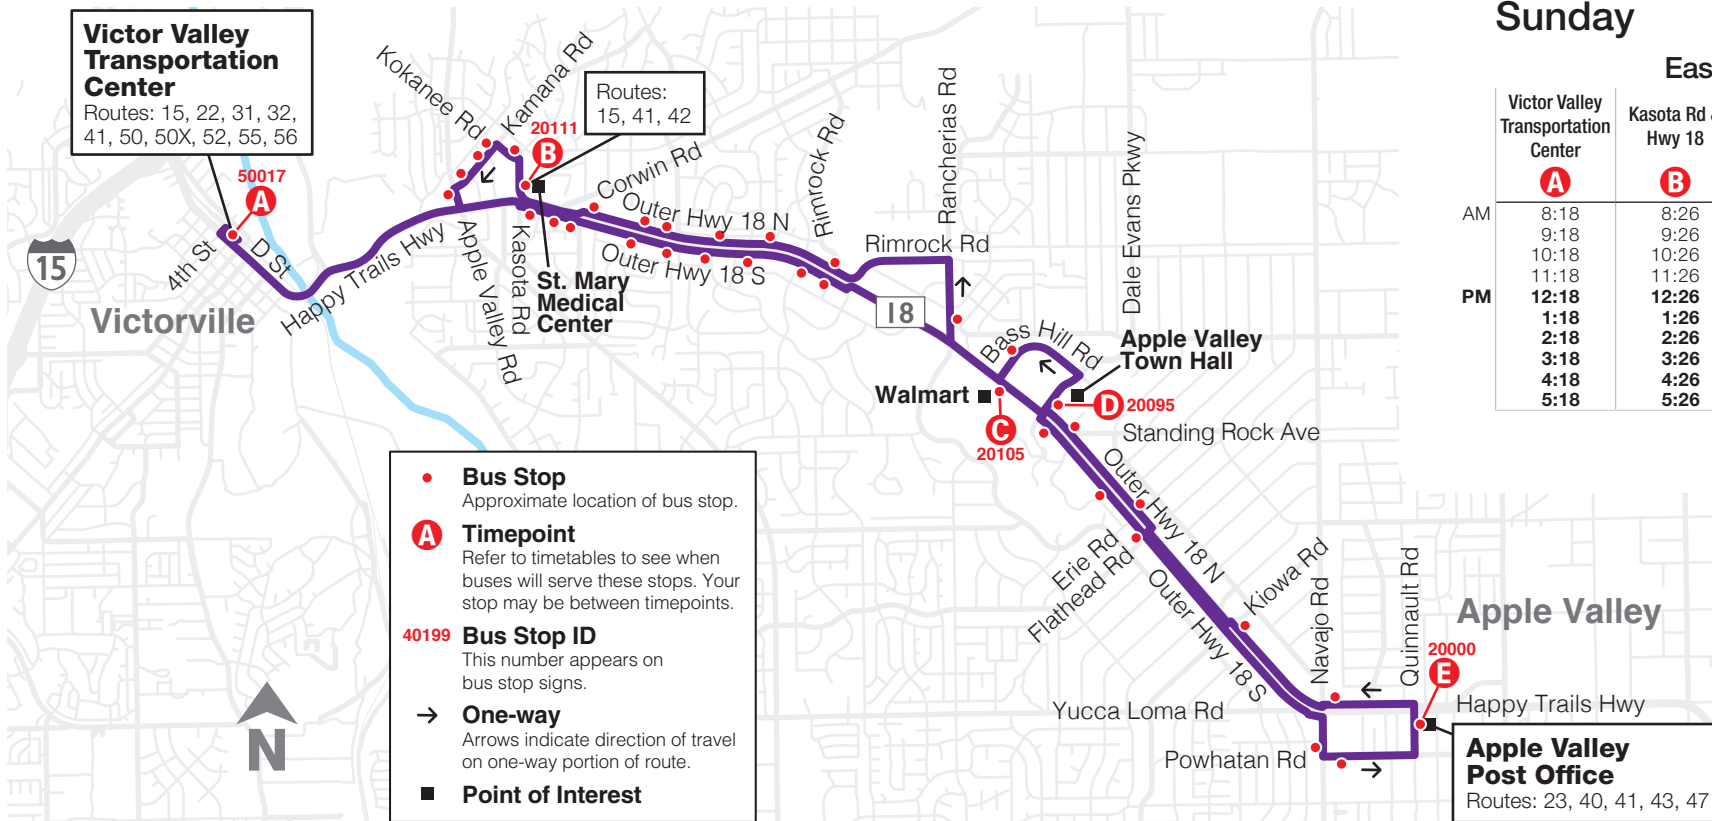 Victor Valley
Transportation
Center
Routes: 15, 22, 31, 32,
41, 50, 50X, 52, 55, 56
50017
A
15
4th St
D St
Victorville
Happy Trails Hwy
Kokanee Rd
Kamana Rd
20111
B
Routes:
15, 41, 42
Corwin Rd
Outer Hwy 18 N
Outer Hwy 18 S
Apple Valley Rd
Kasota Rd
St. Mary
Medical
Center
Rimrock Rd
Rimrock Rd
Rancherias Rd
Dale Evans Pkwy
18
Bass Hill Rd
Apple Valley
Town Hall
Walmart
C
20105
D
20095
Standing Rock Ave
Outer Hwy 18 N
Erie Rd
Flathead Rd
Outer Hwy 18 S
Kiowa Rd
Navajo Rd
Quinnault Rd
Apple Valley
20000
E
Yucca Loma Rd
Happy Trails Hwy
Powhatan Rd
Apple Valley
Post Office
Routes: 23, 40, 41, 43, 47
Bus Stop
Approximate location of bus stop.
A
Timepoint
Refer to timetables to see when
buses will serve these stops. Your
stop may be between timepoints.
40199 Bus Stop ID
This number appears on
bus stop signs.
One-way
Arrows indicate direction of travel
on one-way portion of route.
Point of Interest
N
Sunday
Eas
Victor Valley
Transportation
Center
Kasota Rd &
Hwy 18
A B
AM 8:18 8:26
9:18 9:26
10:18 10:26
11:18 11:26
PM 12:18 12:26
1:18 1:26
2:18 2:26
3:18 3:26
4:18 4:26
5:18 5:26